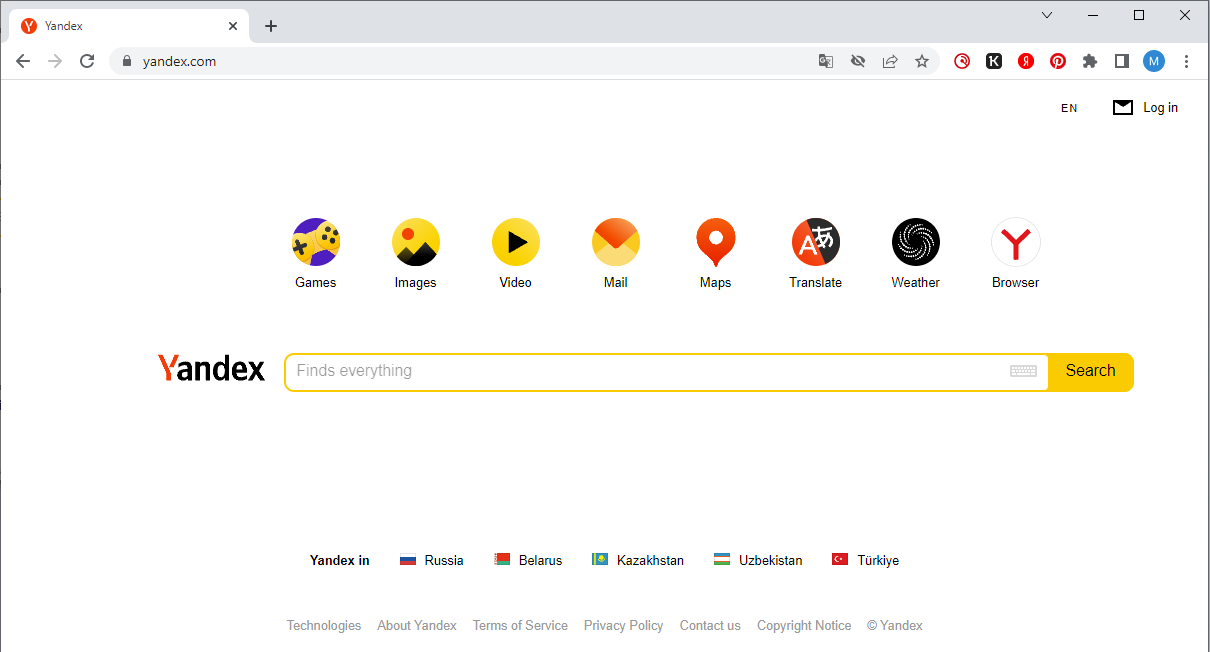 Yandex
yandex.com
M
EN Log in
Games Images Video Mail Maps Translate Weather Browser
Yandex Finds everything Search
Yandex in Russia Belarus Kazakhstan Uzbekistan Türkiye
Technologies About Yandex Terms of Service Privacy Policy Contact us Copyright Notice © Yandex